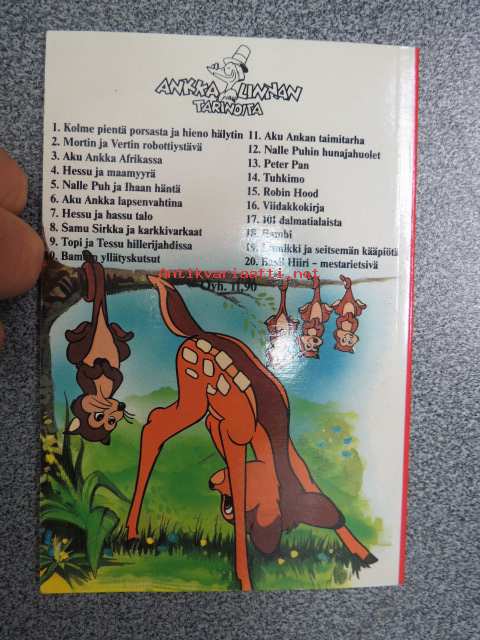 ANKKALINNAN
TARINOITA
1. Kolme pientä porsasta ja hieno hälytin
2. Mortin ja Vertin robottiystävä
3. Aku Ankka Afrikassa
4. Hessu ja maamyyrä
5. Nalle Puh ja Ihaan häntä
6. Aku Ankka lapsenvahtina
7. Hessu ja hassu talo
8. Samu Sirkka ja karkkivarkaat
9. Topi ja Tessu hillerijahdissa
10. Bambin yllätyskutsut
11. Aku Ankan taimitarha
12. Nalle Puhin hunajahuolet
13. Peter Pan
14. Tuhkimo
15. Robin Hood
16. Viidakkokirja
17. 101 dalmatialaista
18. Bambi
19. Lumikki ja seitsemän kääpiötä
20. Basil Hiiri – mestarietsivä
Ovh. 11,90
antikvariaatti.net